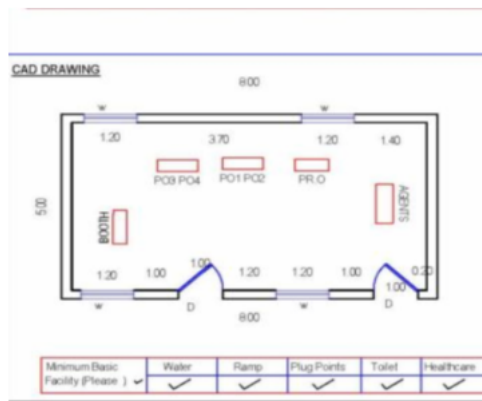 CAD DRAWING
8.00
W W
1.20 3.70 1.20 1.40
PO3 PO4 PO1 PO2 PR.O
5.00
BOOTH
AGENTS
1.20 1.00 1.00 1.20 1.20 1.00 1.00 0.20
W D W D
8.00
Minimum Basic Facility (Please ) ✓ Water Ramp Plug Points Toilet Healthcare
✓ ✓ ✓ ✓ ✓